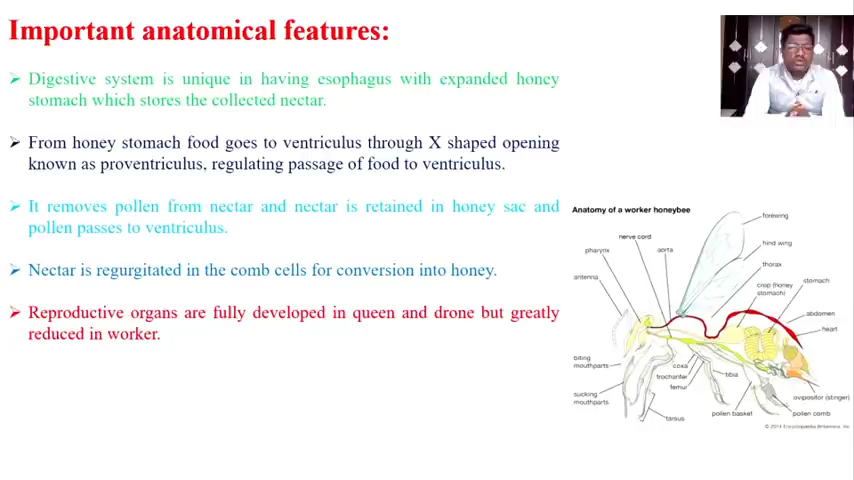 Important anatomical features:
➢ Digestive system is unique in having esophagus with expanded honey
stomach which stores the collected nectar.
➢ From honey stomach food goes to ventriculus through X shaped opening
known as proventriculus, regulating passage of food to ventriculus.
➢ It removes pollen from nectar and nectar is retained in honey sac and
pollen passes to ventriculus.
➢ Nectar is regurgitated in the comb cells for conversion into honey.
➢ Reproductive organs are fully developed in queen and drone but greatly
reduced in worker.
Anatomy of a worker honeybee
forewing
nerve cord
hind wing
pharynx
aorta
thorax
antenna
crop (honey
stomach)
stomach
abdomen
heart
biting
mouthparts
coxa
trochanter
femur
tibia
sucking
mouthparts
ovipositor (stinger)
tarsus
pollen basket
pollen comb
© 2014 Encyclopædia Britannica, Inc.